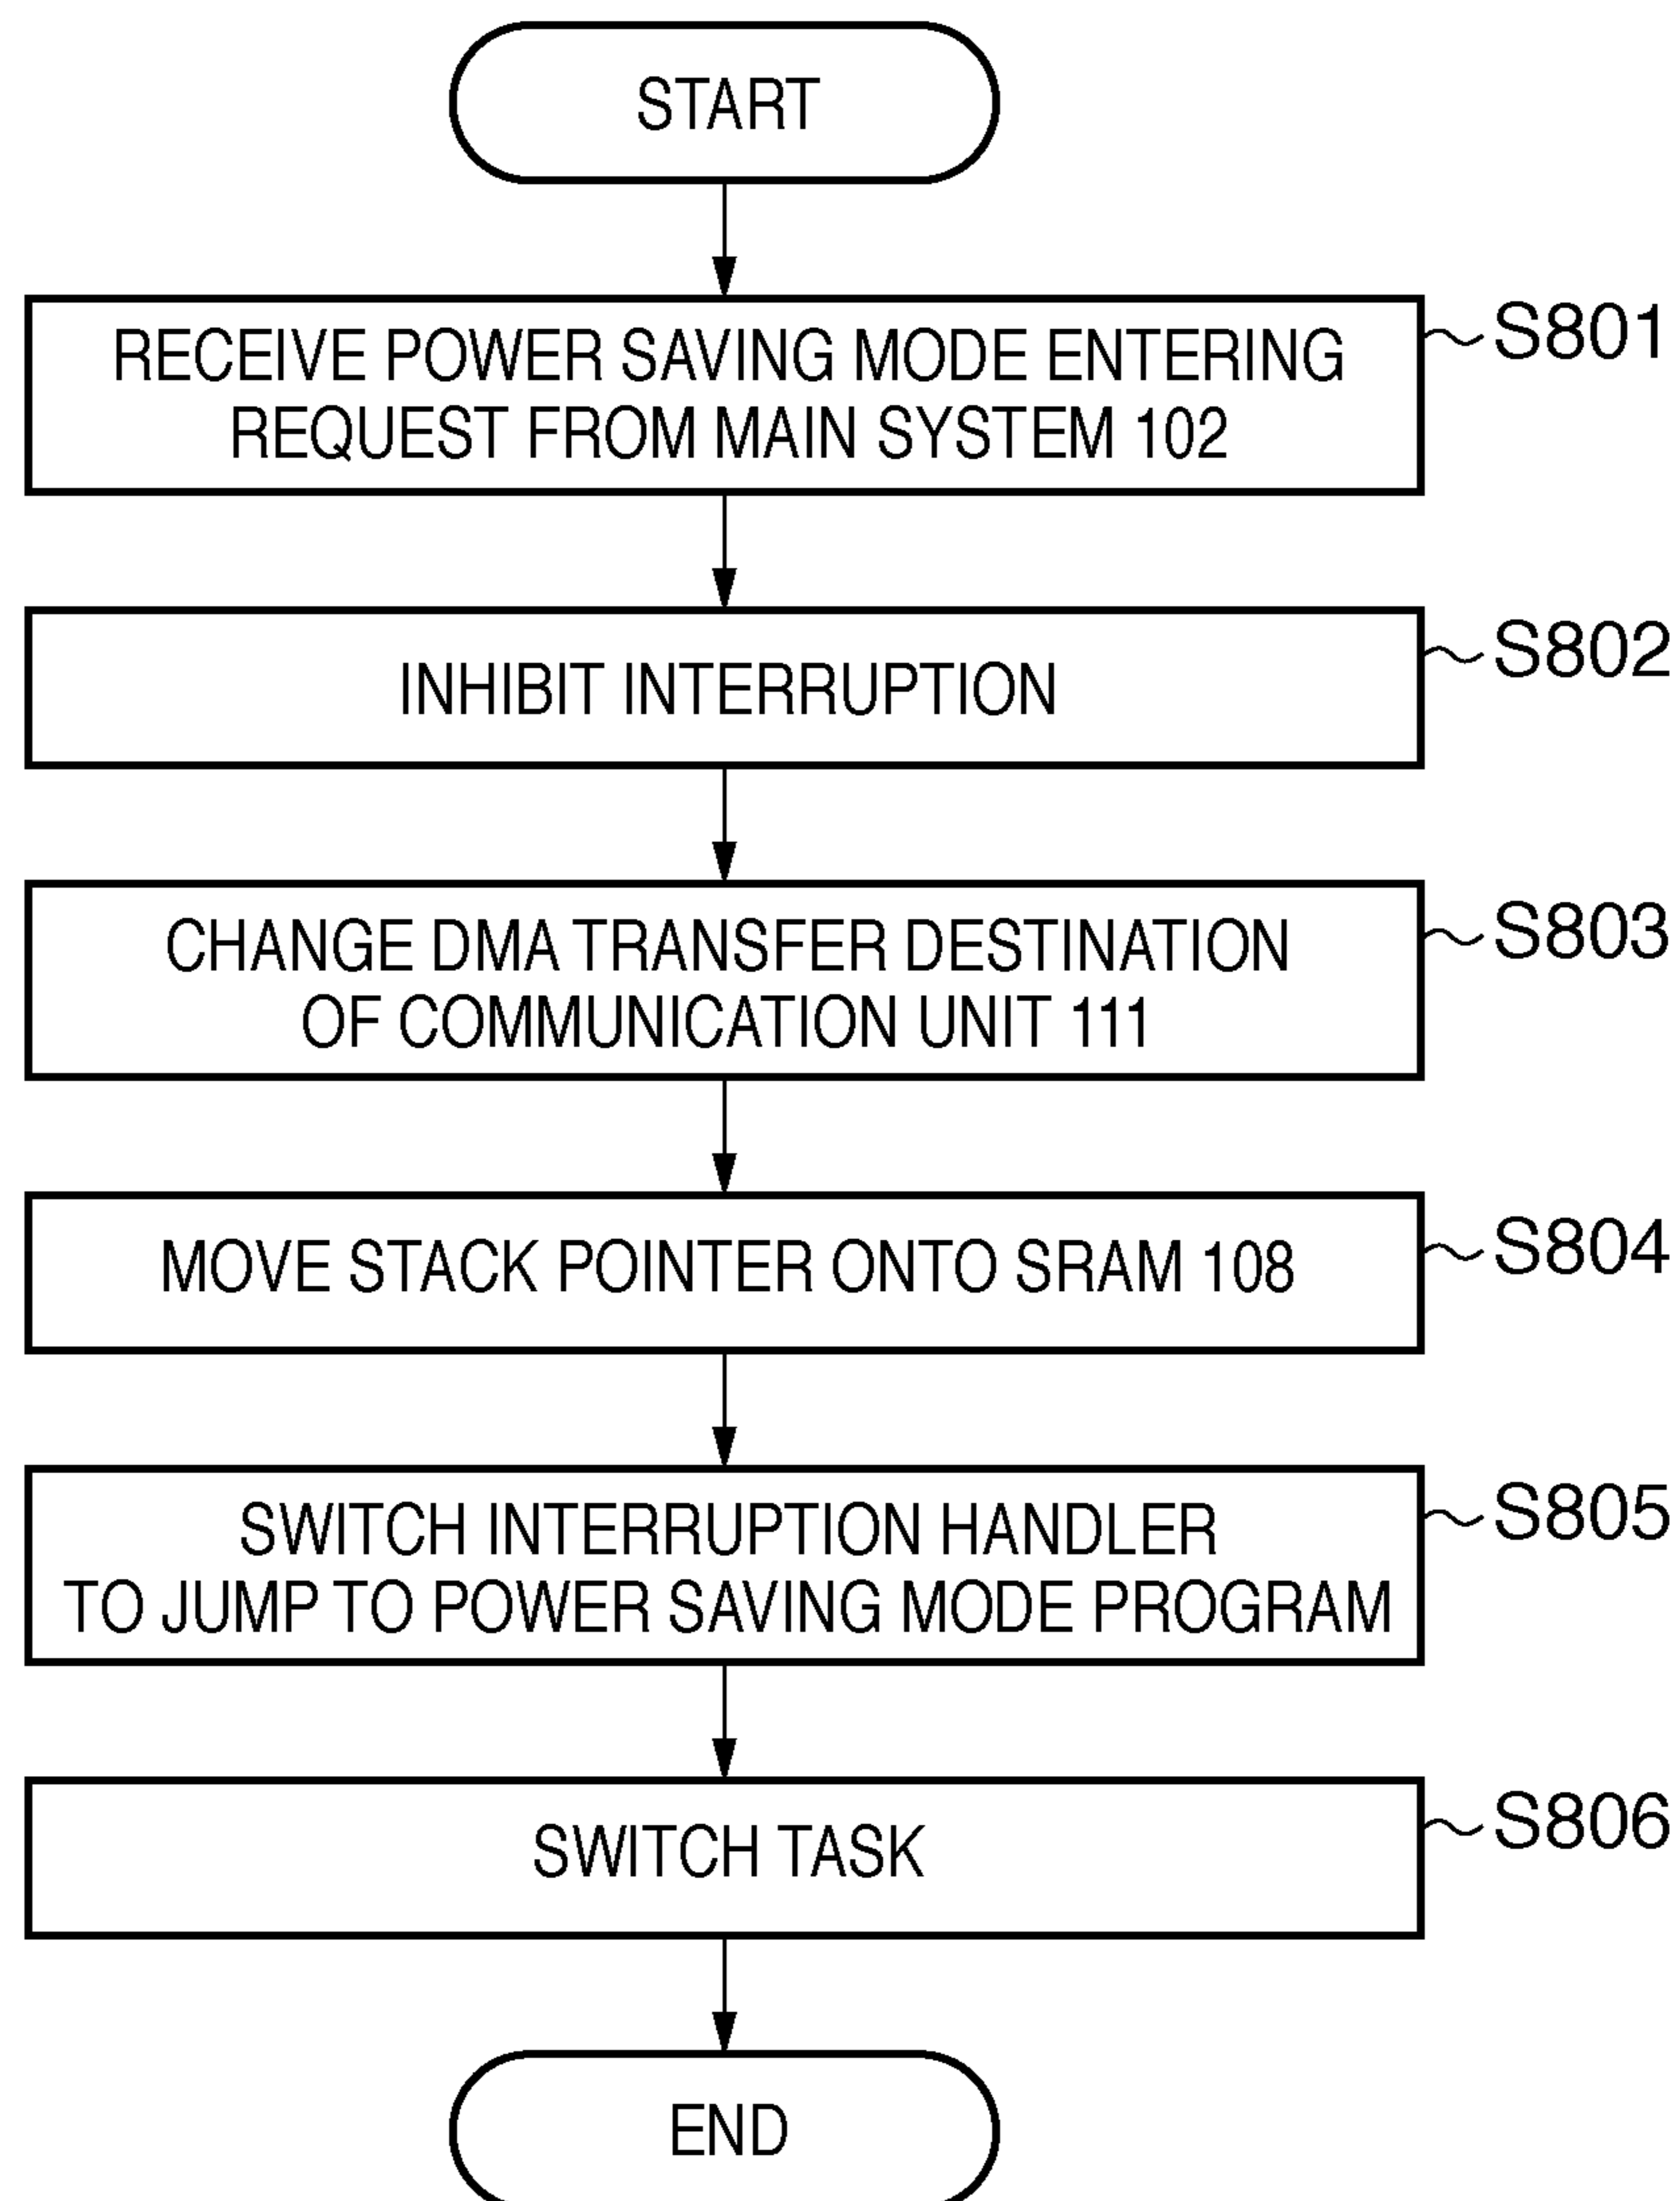 START
RECEIVE POWER SAVING MODE ENTERING
REQUEST FROM MAIN SYSTEM 102
S801
INHIBIT INTERRUPTION
S802
CHANGE DMA TRANSFER DESTINATION
OF COMMUNICATION UNIT 111
S803
MOVE STACK POINTER ONTO SRAM 108
S804
SWITCH INTERRUPTION HANDLER
TO JUMP TO POWER SAVING MODE PROGRAM
S805
SWITCH TASK
S806
END